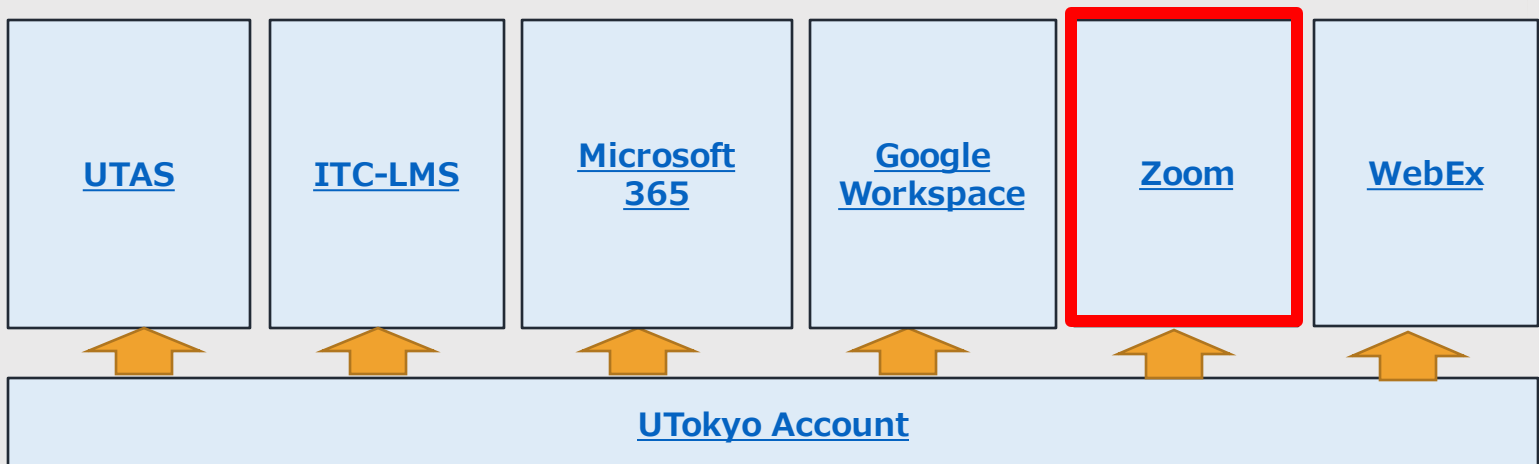 UTAS
ITC-LMS
Microsoft
365
Google
Workspace
Zoom
WebEx
UTokyo Account